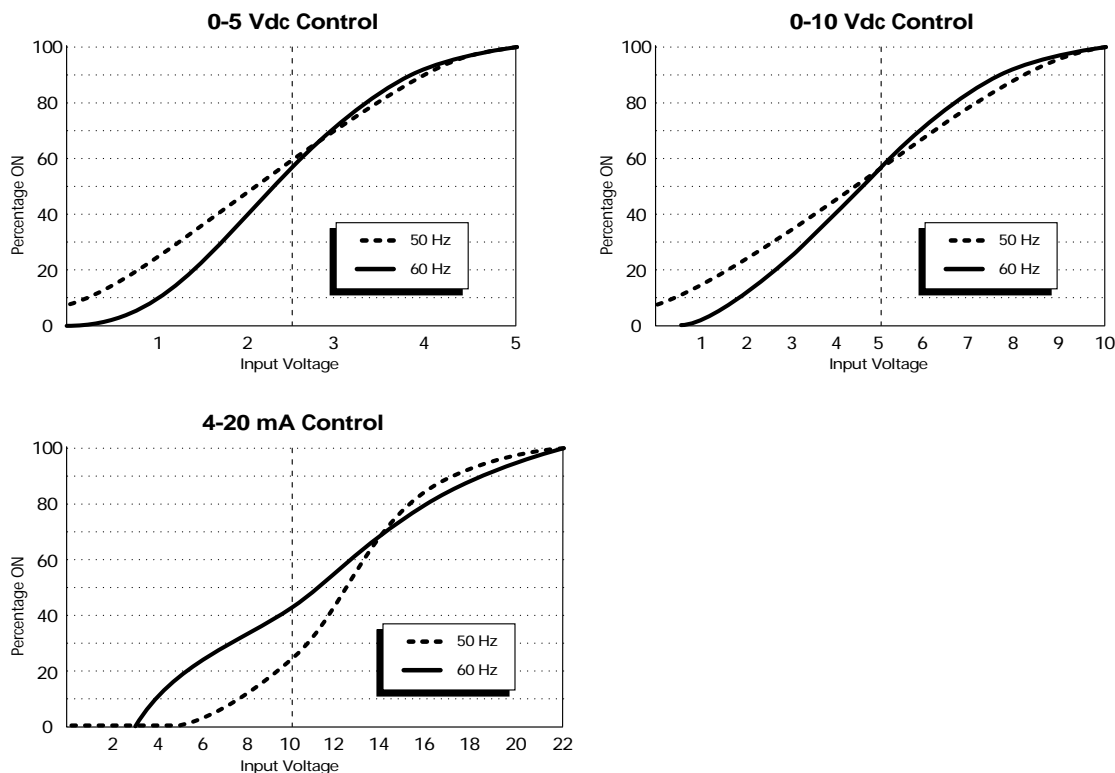 0-5 Vdc Control
100
80
60
40
20
0
Percentage ON
50 Hz
60 Hz
1 2 3 4 5
Input Voltage
0-10 Vdc Control
100
80
60
40
20
0
Percentage ON
50 Hz
60 Hz
1 2 3 4 5 6 7 8 9 10
Input Voltage
4-20 mA Control
100
80
60
40
20
0
Percentage ON
50 Hz
60 Hz
2 4 6 8 10 12 14 16 18 20 22
Input Voltage